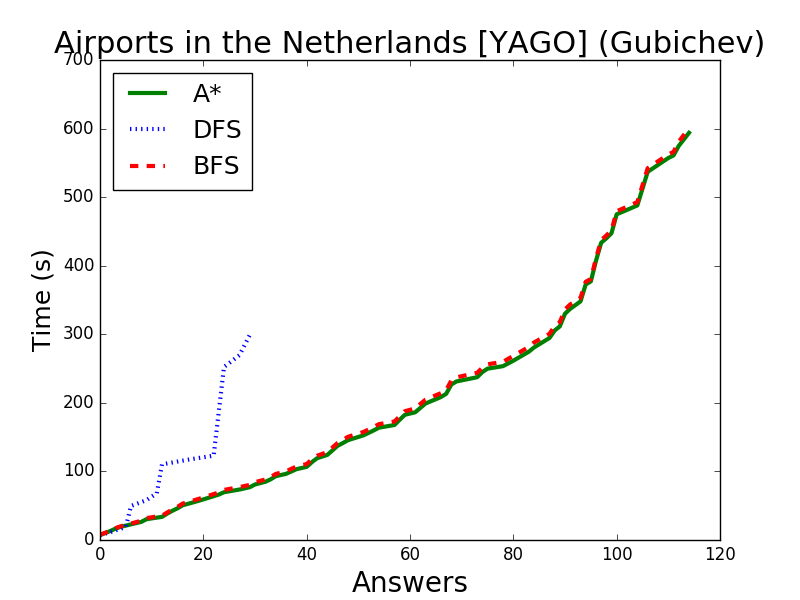 Airports in the Netherlands [YAGO] (Gubichev)
700
600
500
400
300
200
100
0
Time (s)
A*
DFS
BFS
0 20 40 60 80 100 120
Answers